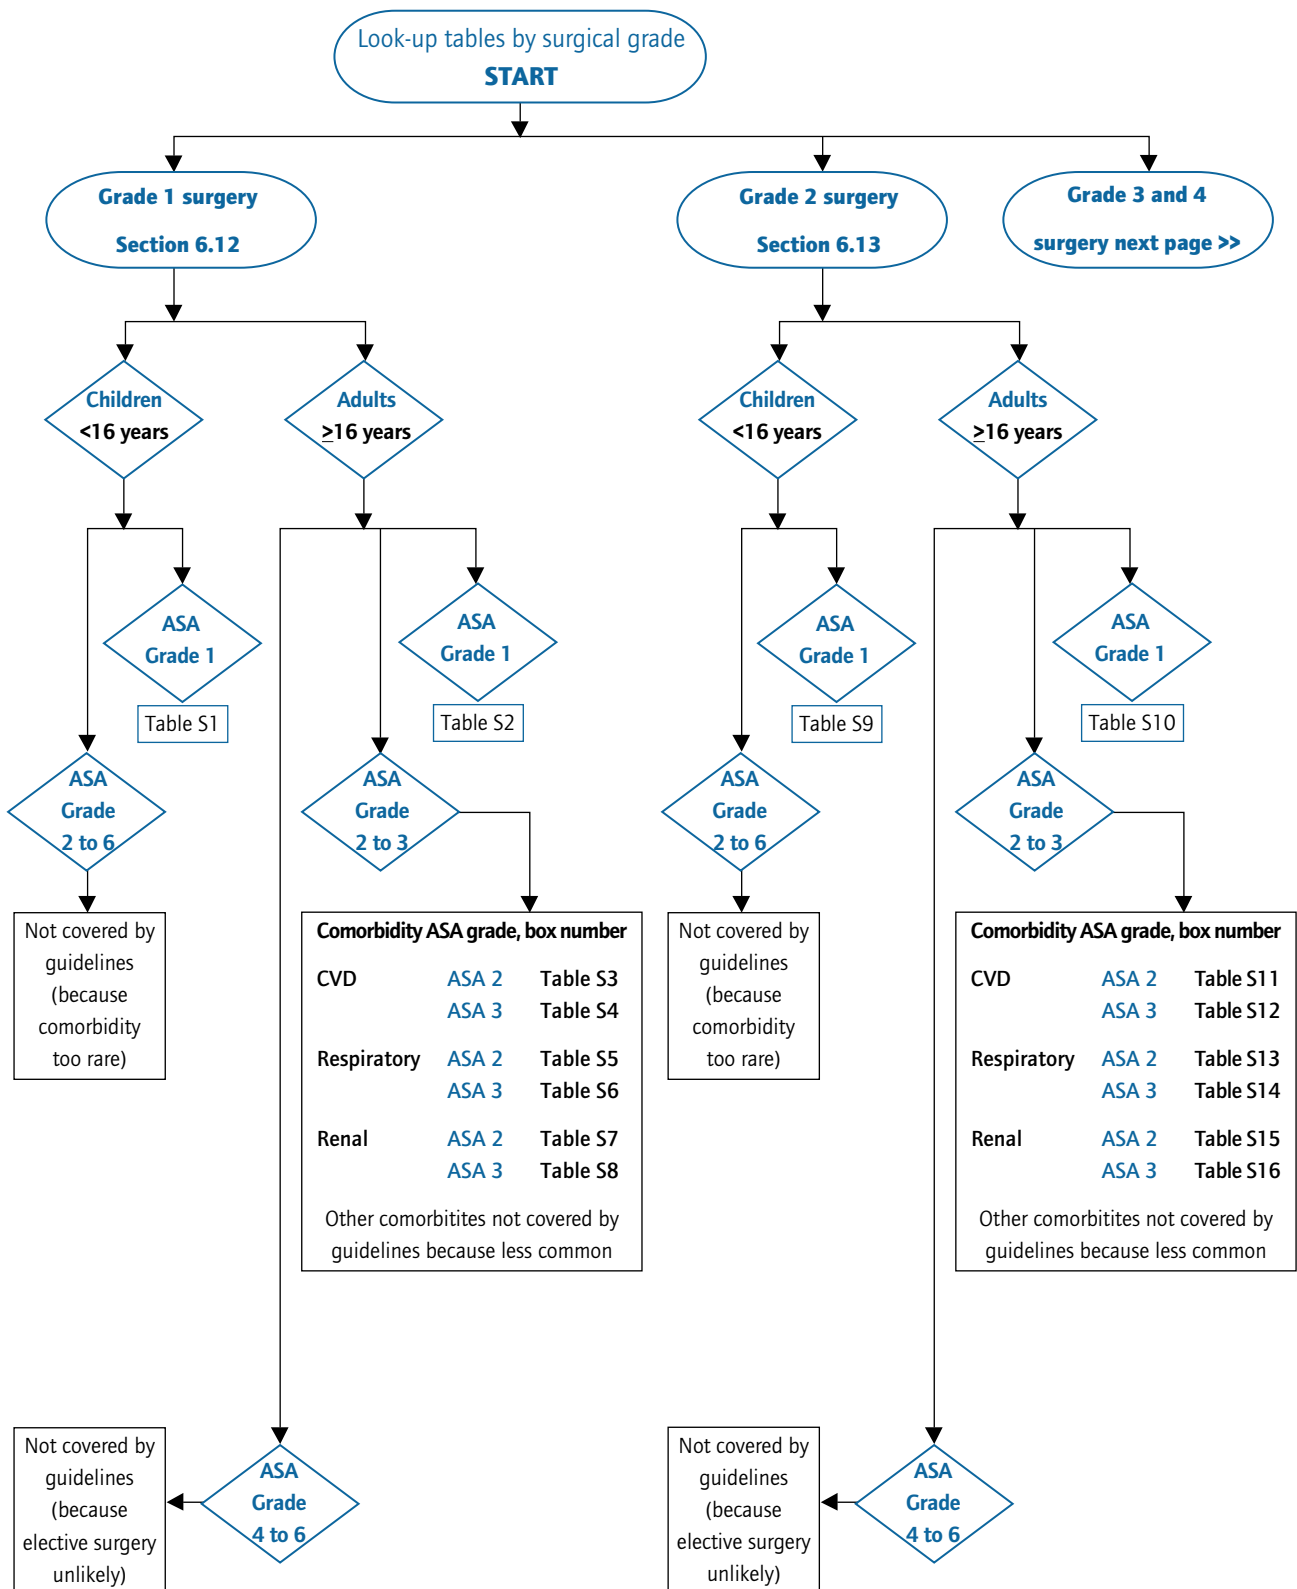 Look-up tables by surgical grade
START
Grade 1 surgery
Section 6.12
Grade 2 surgery
Section 6.13
Grade 3 and 4
surgery next page >>
Children
<16 years
Adults
≥16 years
Children
<16 years
Adults
≥16 years
ASA
Grade 1
Table S1
ASA
Grade 1
Table S2
ASA
Grade 1
Table S9
ASA
Grade 1
Table S10
ASA
Grade
2 to 6
ASA
Grade
2 to 3
ASA
Grade
2 to 6
ASA
Grade
2 to 3
Not covered by
guidelines
(because
comorbidity
too rare)
Comorbidity ASA grade, box number
CVD ASA 2 Table S3
ASA 3 Table S4
Respiratory ASA 2 Table S5
ASA 3 Table S6
Renal ASA 2 Table S7
ASA 3 Table S8
Other comorbitites not covered by
guidelines because less common
Not covered by
guidelines
(because
comorbidity
too rare)
Comorbidity ASA grade, box number
CVD ASA 2 Table S11
ASA 3 Table S12
Respiratory ASA 2 Table S13
ASA 3 Table S14
Renal ASA 2 Table S15
ASA 3 Table S16
Other comorbitites not covered by
guidelines because less common
Not covered by
guidelines
(because
elective surgery
unlikely)
ASA
Grade
4 to 6
Not covered by
guidelines
(because
elective surgery
unlikely)
ASA
Grade
4 to 6